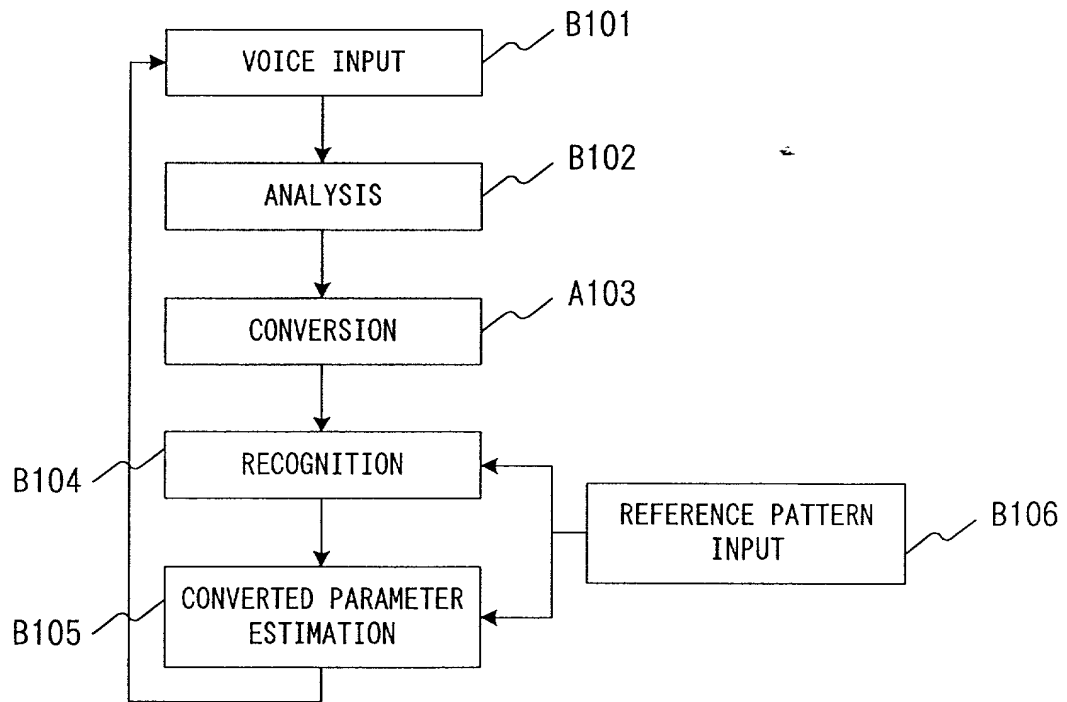 B101
VOICE INPUT
B102
ANALYSIS
A103
CONVERSION
RECOGNITION
B104
REFERENCE PATTERN
INPUT
B106
CONVERTED PARAMETER
ESTIMATION
B105